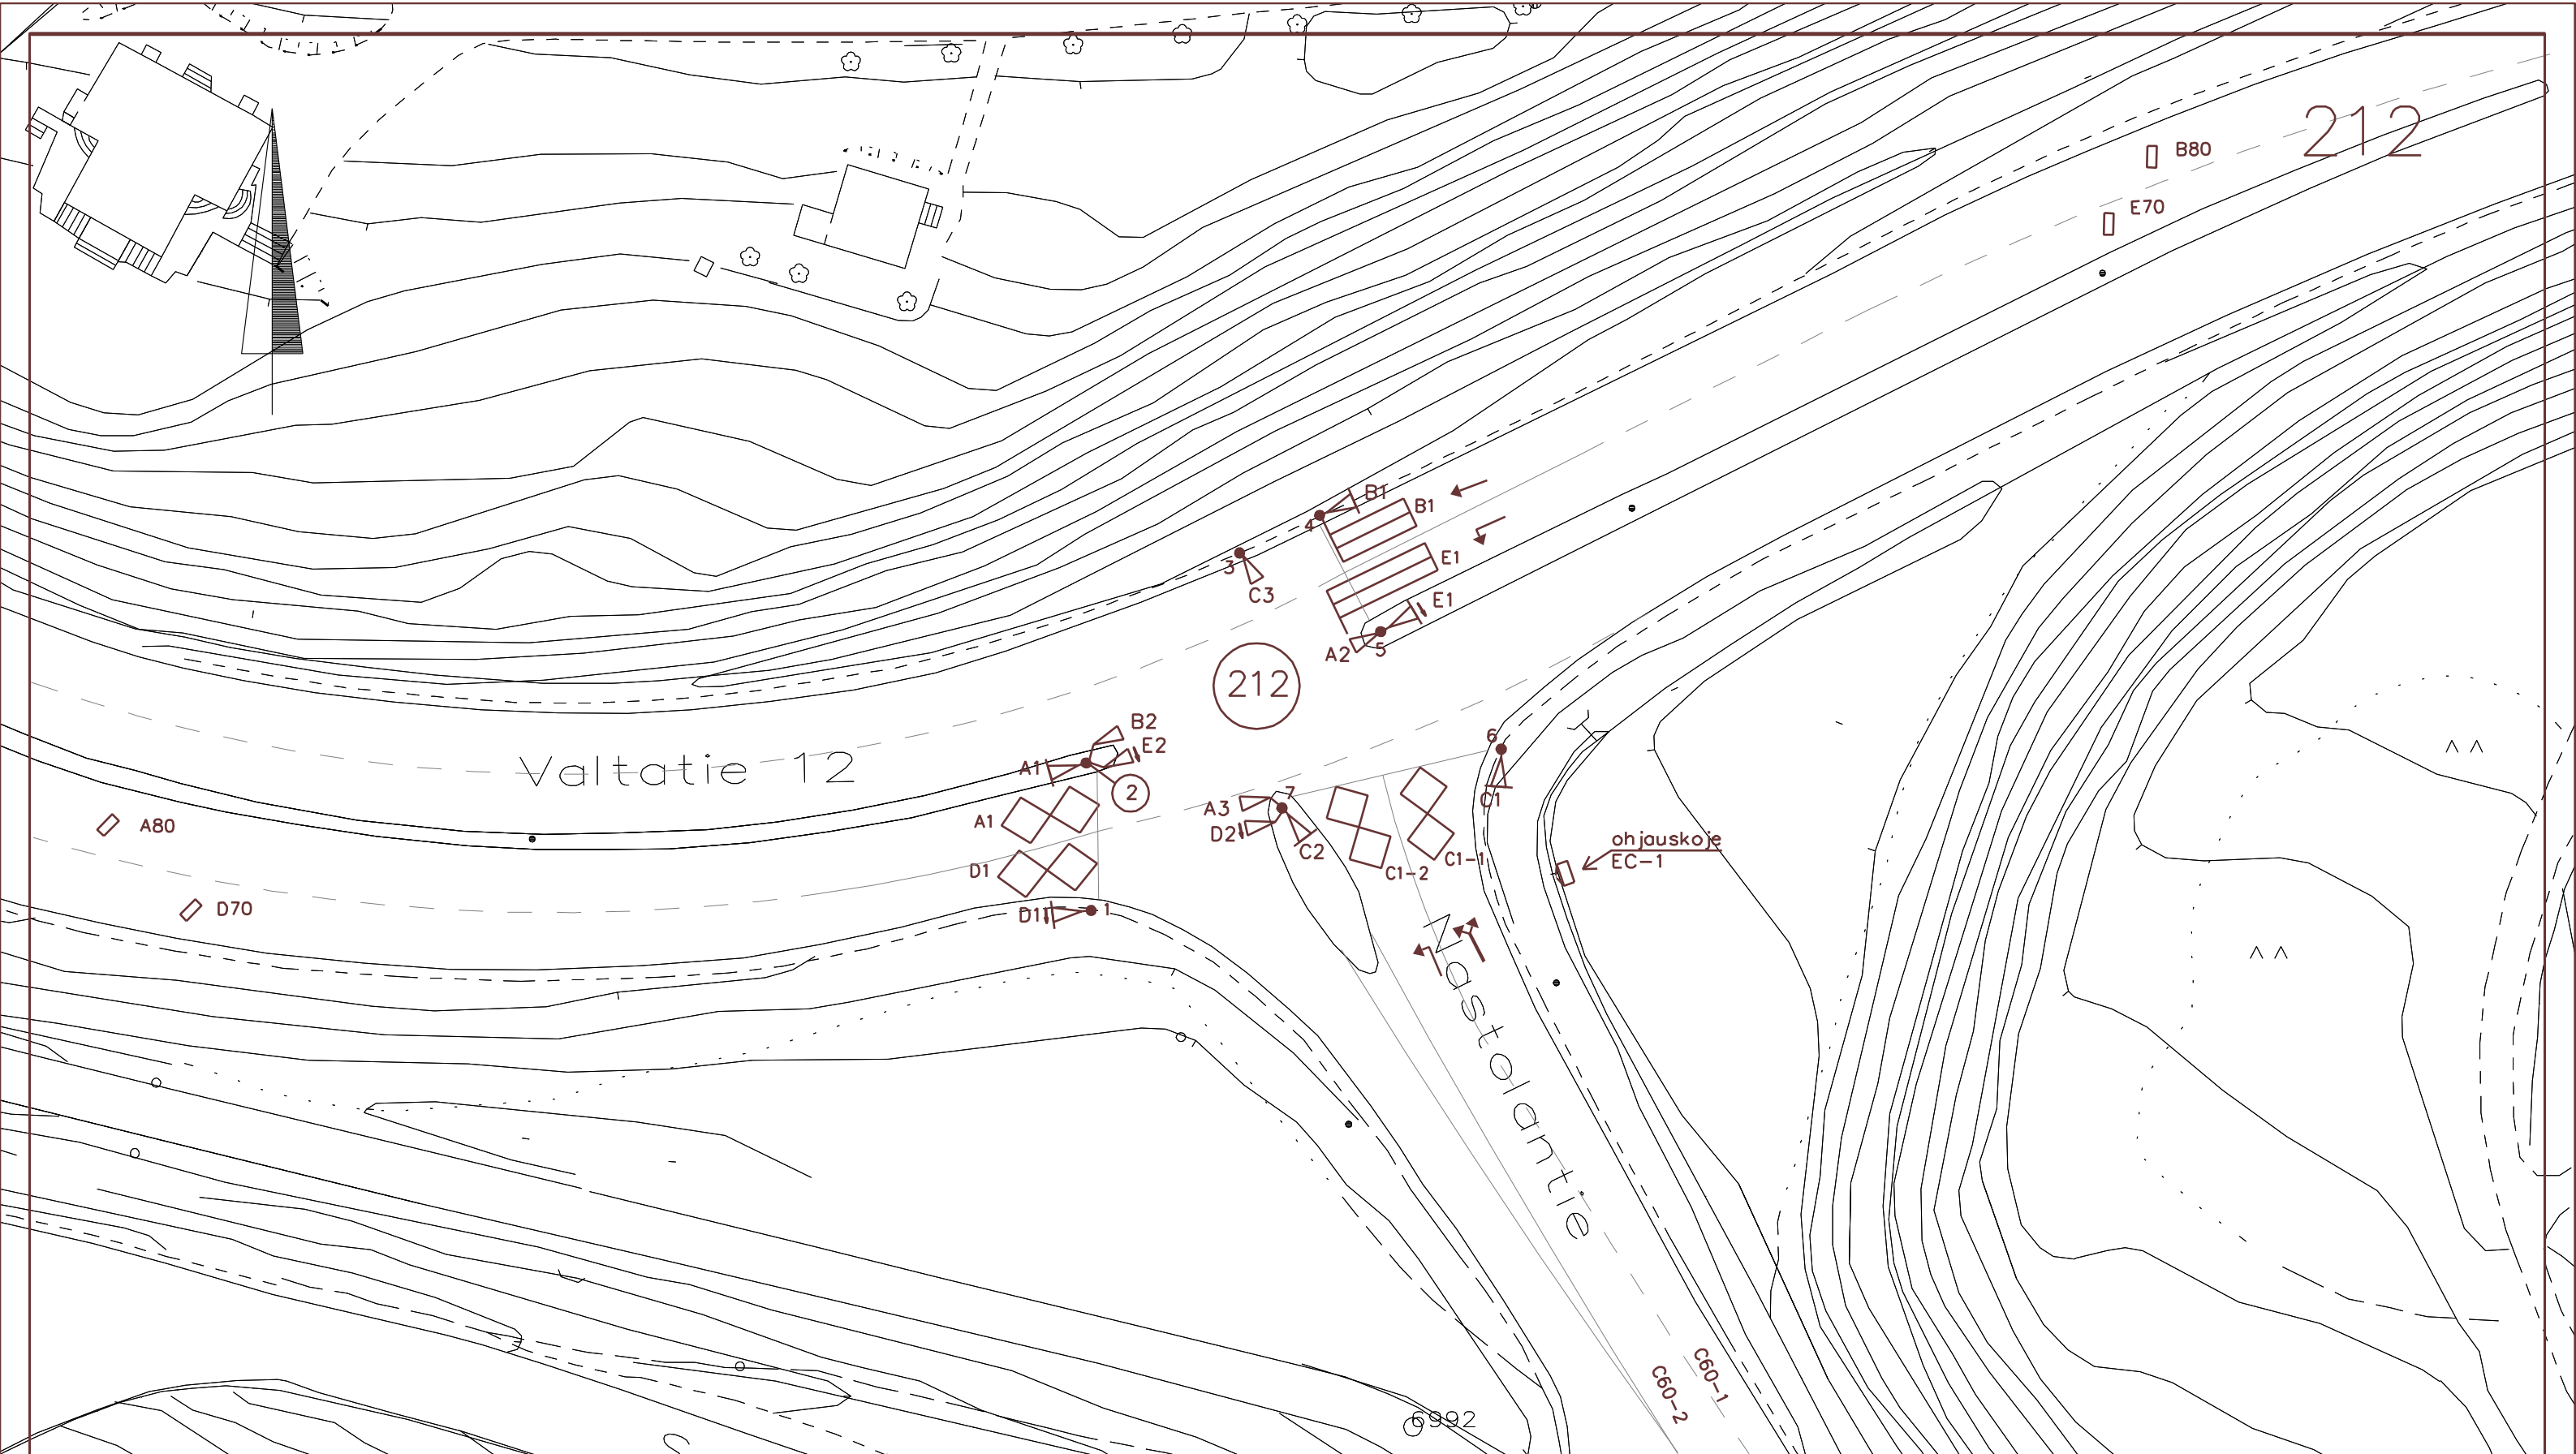 212
B80
E70
B1
B1
4
E1
3
C3
E1
A2
5
212
B2
6
E2
A1
Valtatie 12
2
7
C1
A3
A1
A80
D2
ohjauskoje
C2
C1-1
EC-1
D1
C1-2
D70
D1
1
Nastolantie
C60-1
C60-2
6992